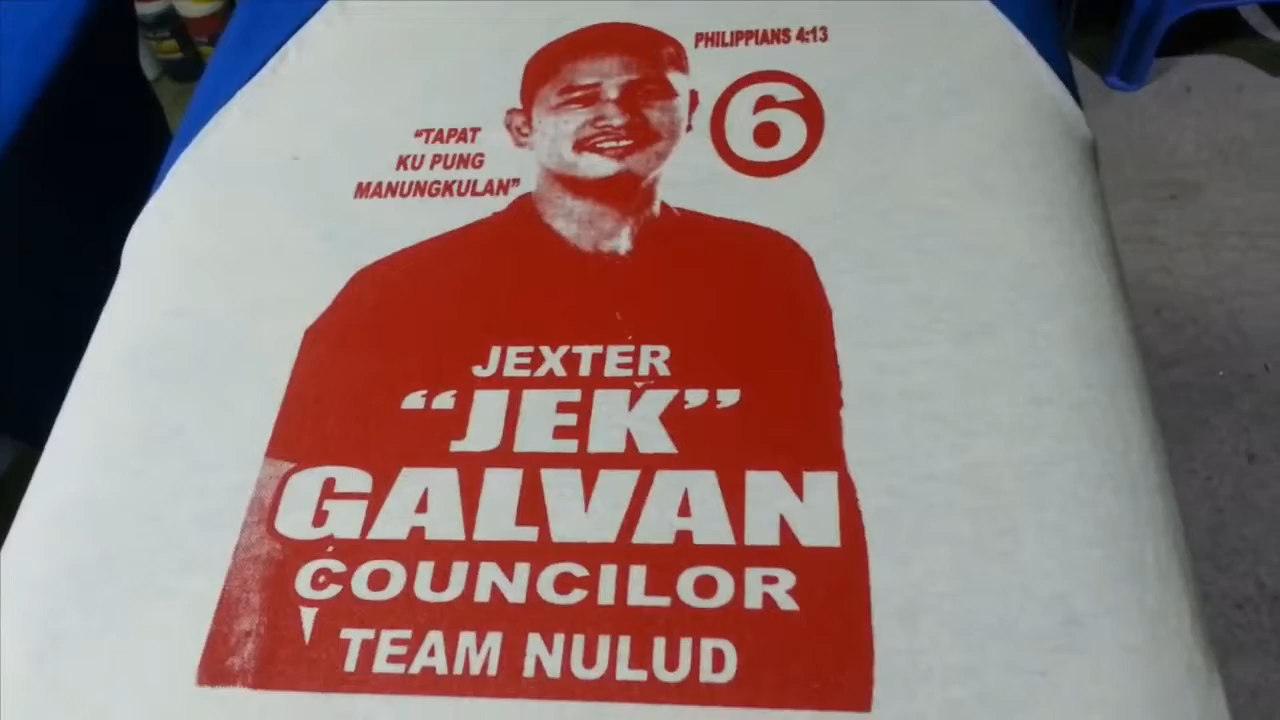 PHILIPPIANS 4:13
6
“TAPAT
KU PUNG
MANUNGKULAN”
JEXTER
“JEK”
GALVAN
COUNCILOR
TEAM NULUD